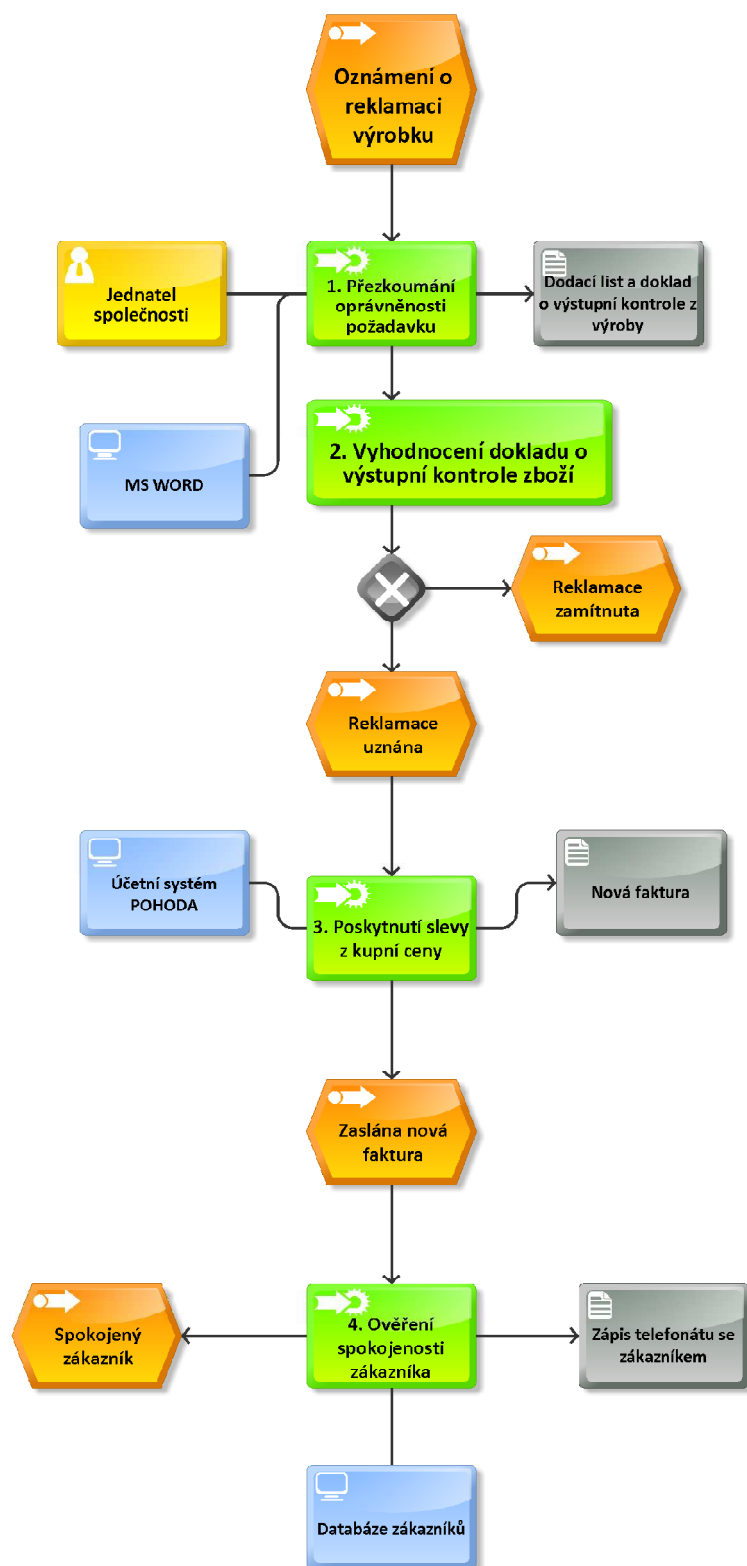 Oznámení o
reklamaci
výrobku
Jednatel
společnosti
1. Přezkoumání
oprávněnosti
požadavku
Dodací list a doklad
o výstupní kontrole z
výroby
MS WORD
2. Vyhodnocení dokladu o
výstupní kontrole zboží
Reklamace
zamítnuta
Reklamace
uznána
Účetní systém
POHODA
3. Poskytnutí slevy
z kupní ceny
Nová faktura
Zaslána nová
faktura
Spokojený
zákazník
4. Ověření
spokojenosti
zákazníka
Zápis telefonátu se
zákazníkem
Databáze zákazníků